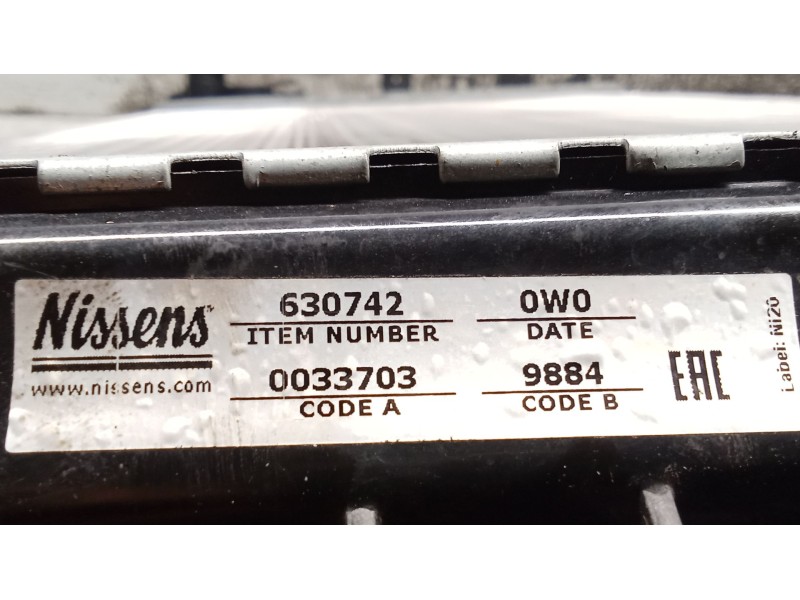 Nissens
www.nissens.com
630742
ITEM NUMBER
0W0
DATE
0033703
CODE A
9884
CODE B
EAC
Label: Ni20